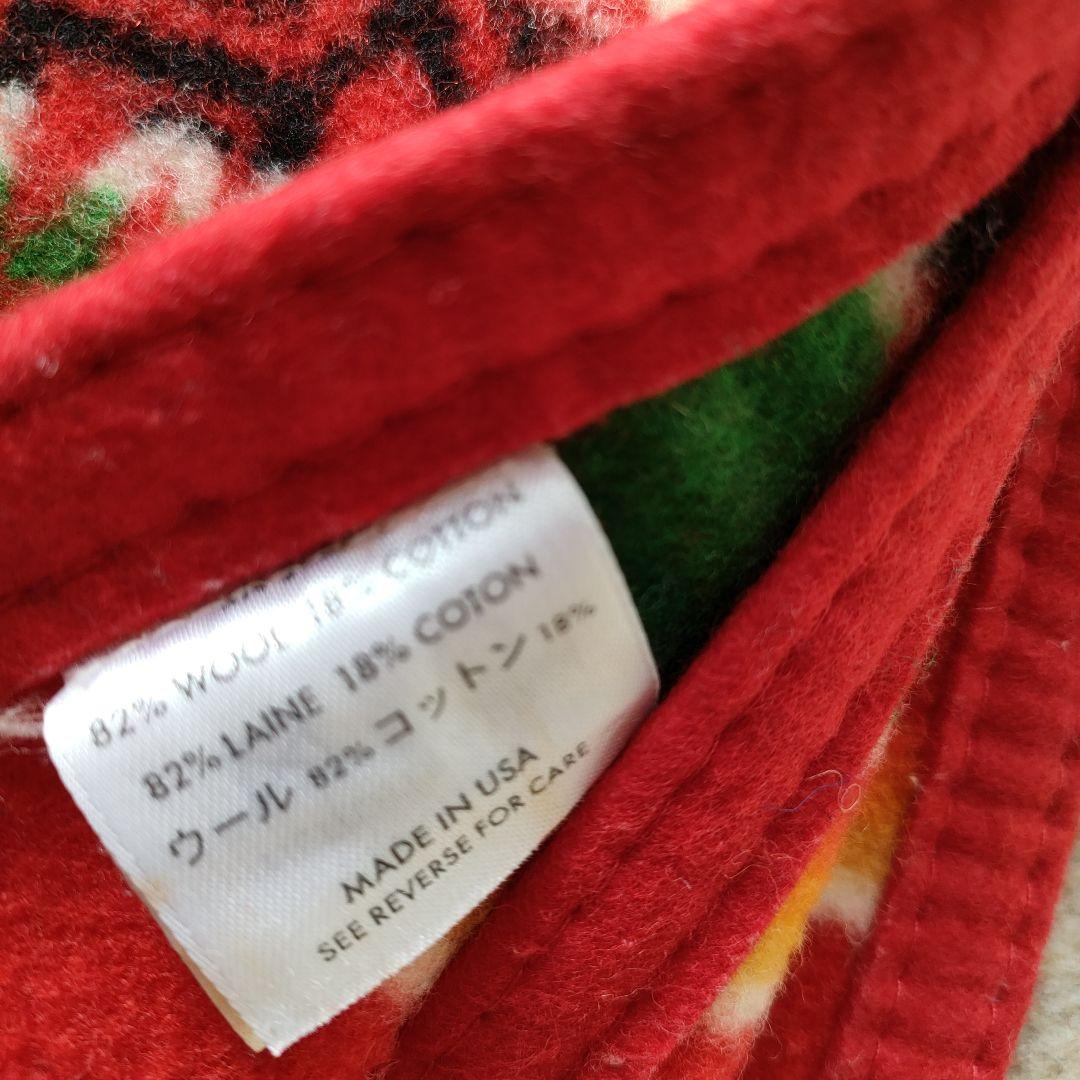 82% WOOL 18% COTTON
82% LAINE 18% COTON
ウール 82% コットン 18%
MADE IN USA
SEE REVERSE FOR CARE